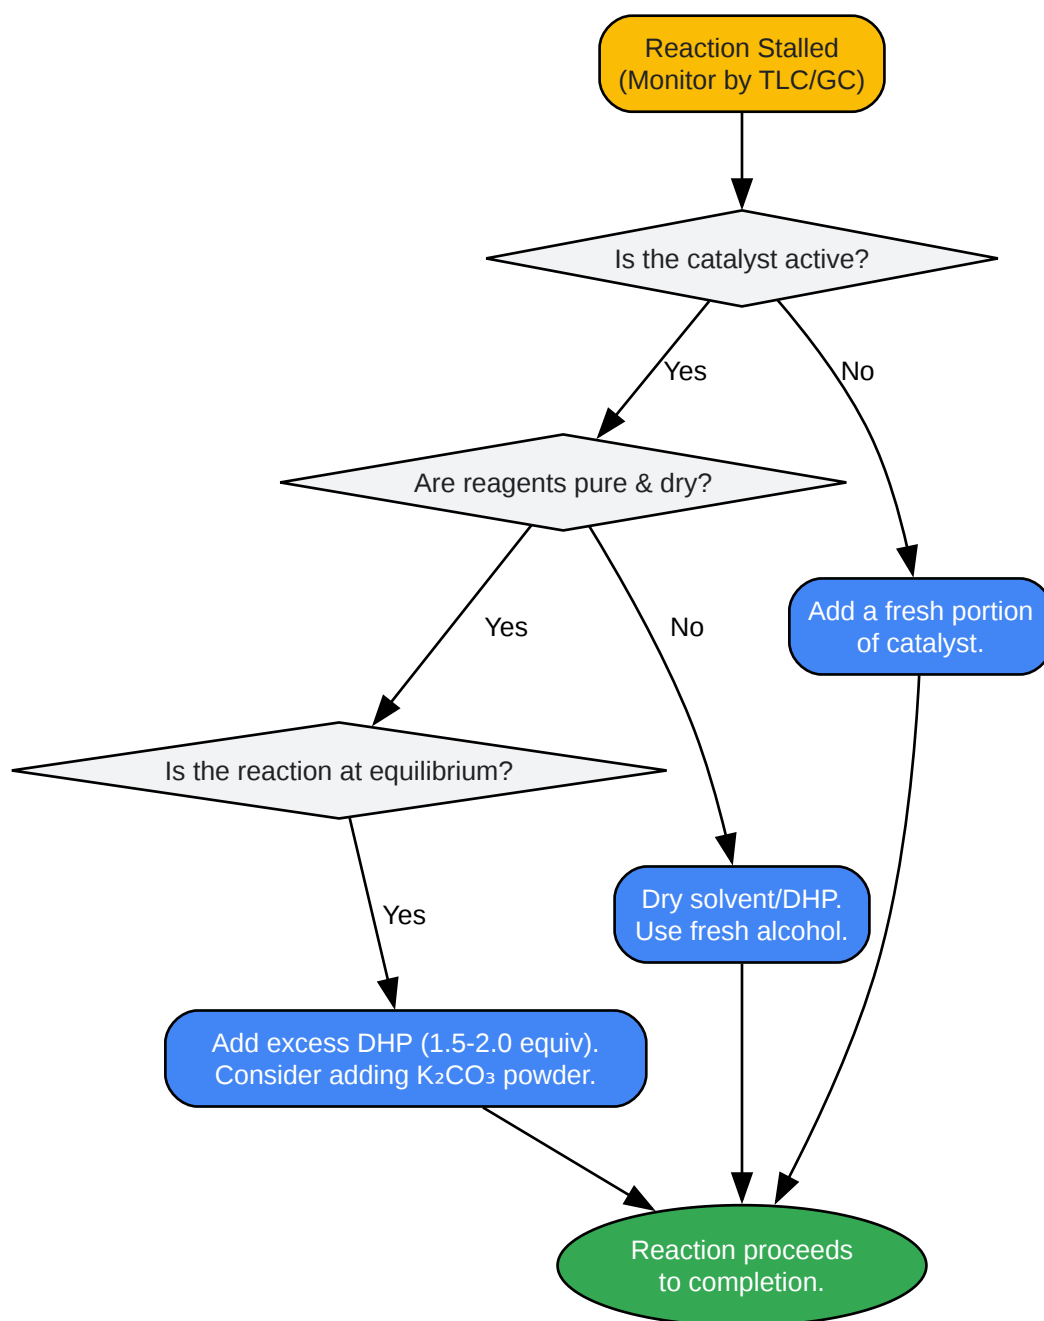 Reaction Stalled
(Monitor by TLC/GC)
Is the catalyst active?
Yes
No
Are reagents pure & dry?
Yes
No
Add a fresh portion
of catalyst.
Is the reaction at equilibrium?
Yes
Dry solvent/DHP.
Use fresh alcohol.
Add excess DHP (1.5-2.0 equiv).
Consider adding K₂CO₃ powder.
Reaction proceeds
to completion.